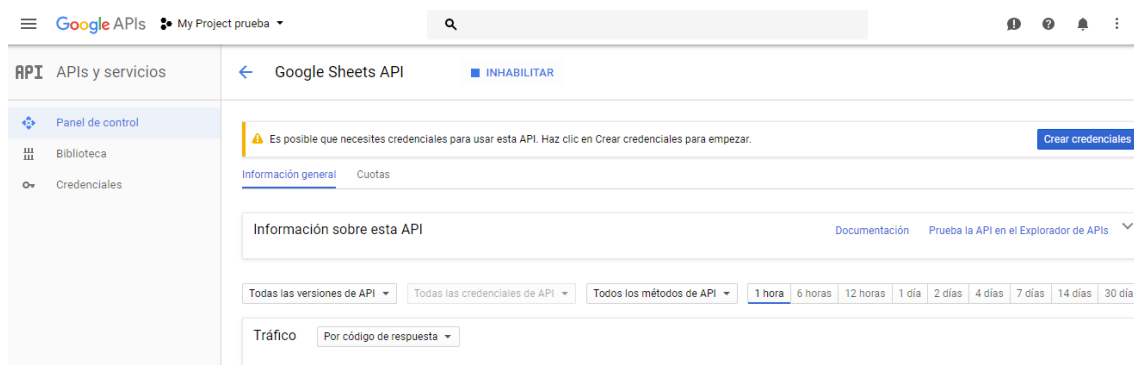 Google APIs My Project prueba
API APIs y servicios
Google Sheets API INHABILITAR
Panel de control
Biblioteca
Credenciales
Es posible que necesites credenciales para usar esta API. Haz clic en Crear credenciales para empezar. Crear credenciales
Información general Cuotas
Información sobre esta API Documentación Prueba la API en el Explorador de APIs
Todas las versiones de API Todas las credenciales de API Todos los métodos de API 1 hora 6 horas 12 horas 1 día 2 días 4 días 7 días 14 días 30 día
Tráfico Por código de respuesta